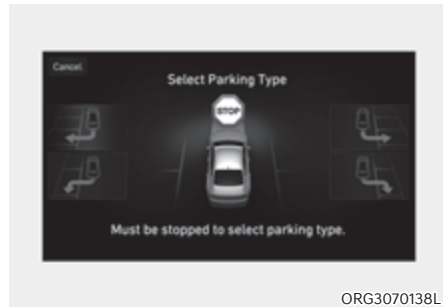 Cancel
Select Parking Type
STOP
Must be stopped to select parking type.
ORG3070138L